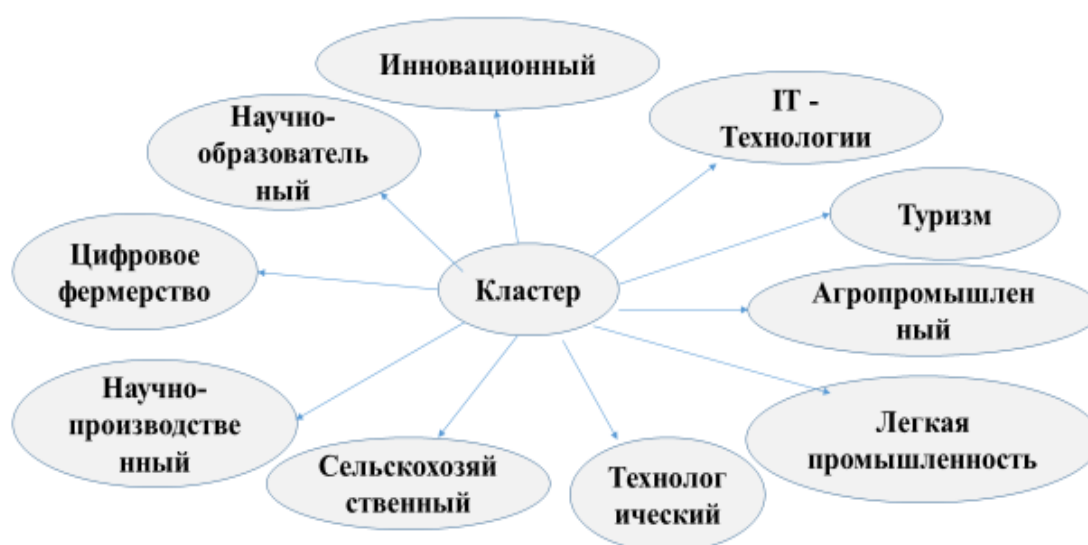 Инновационный
IT -
Технологии
Научно-
образователь
ный
Туризм
Цифровое
фермерство
Кластер
Агропромышлен
ный
Научно-
производстве
нный
Легкая
промышленность
Сельскохозяй
ственный
Технолог
ический